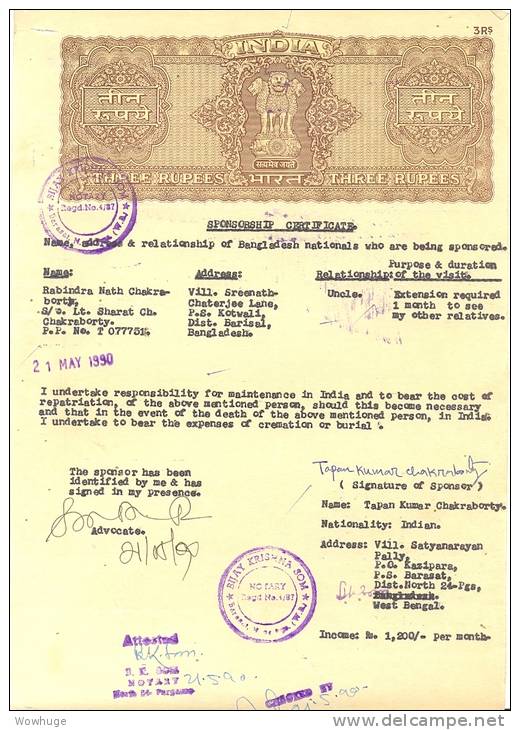 3RS
INDIA
तीन
रूपये
तीन
रूपये
सत्यमेव जयते
THREE RUPEES भारत THREE RUPEES
BIJAY KRISHNA SOM
NOTARY
Regd.No.4/87
SPONSORSHIP CERTIFICATE.
Name, address & relationship of Bangladesh nationals who are being sponsored.
Name: Address: Relationship: Purpose & duration of the visit.
Rabindra Nath Chakra-
borty,
S/o. Lt. Sharat Ch.
Chakraborty.
P.P. No. T 077751.
Vill. Sreenath-
Chaterjee Lane,
P.S. Kotwali,
Dist. Barisal,
Bangladesh.
Uncle.
Extension required
1 month to see
my other relatives.
21 MAY 1990
I undertake responsibility for maintenance in India and to bear the cost of
repatriation, of the above mentioned person, should this become necessary
and that in the event of the death of the above mentioned person, in India
I undertake to bear the expenses of cremation or burial.
The sponsor has been
identified by me & has
signed in my presence.
Advocate.
21/05/90
Tapan Kumar Chakraborty
( Signature of Sponsor )
Name: Tapan Kumar Chakraborty.
Nationality: Indian.
Address: Vill. Satyanarayan
Pally,
P.O. Kazipara,
P.S. Barasat,
Dist.North 24-Pgs,
Bangladesh.
West Bengal.
Income: Rs. 1,200/- per month
BIJAY KRISHNA SOM
NOTARY
Regd.No.4/87
Attested
B. K. SOM
NOTARY
North 24 Parganas
21.5.90.
CHECKED BY
21.5.90
Wowhuge
delcampe.net